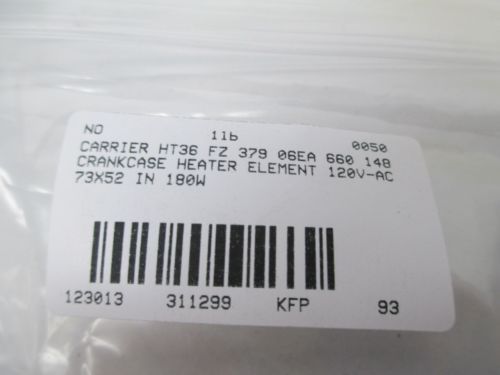 NO 11b 0050
CARRIER HT36 FZ 379 06EA 660 148
CRANKCASE HEATER ELEMENT 120V-AC
73X52 IN 180W
123013 311299 KFP 93